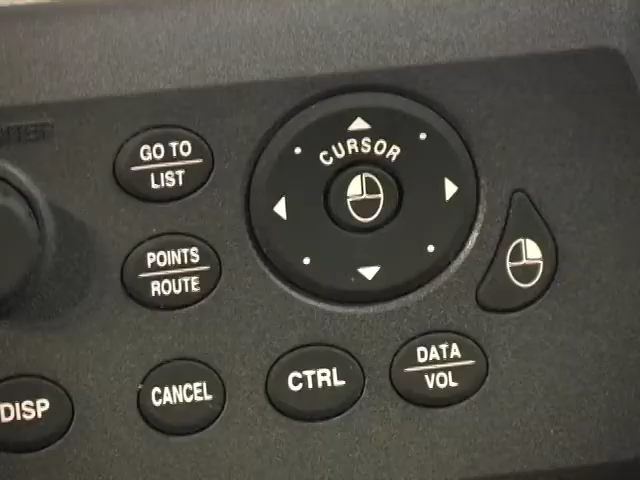 GO TO
LIST
CURSOR
POINTS
ROUTE
DISP
CANCEL
CTRL
DATA
VOL